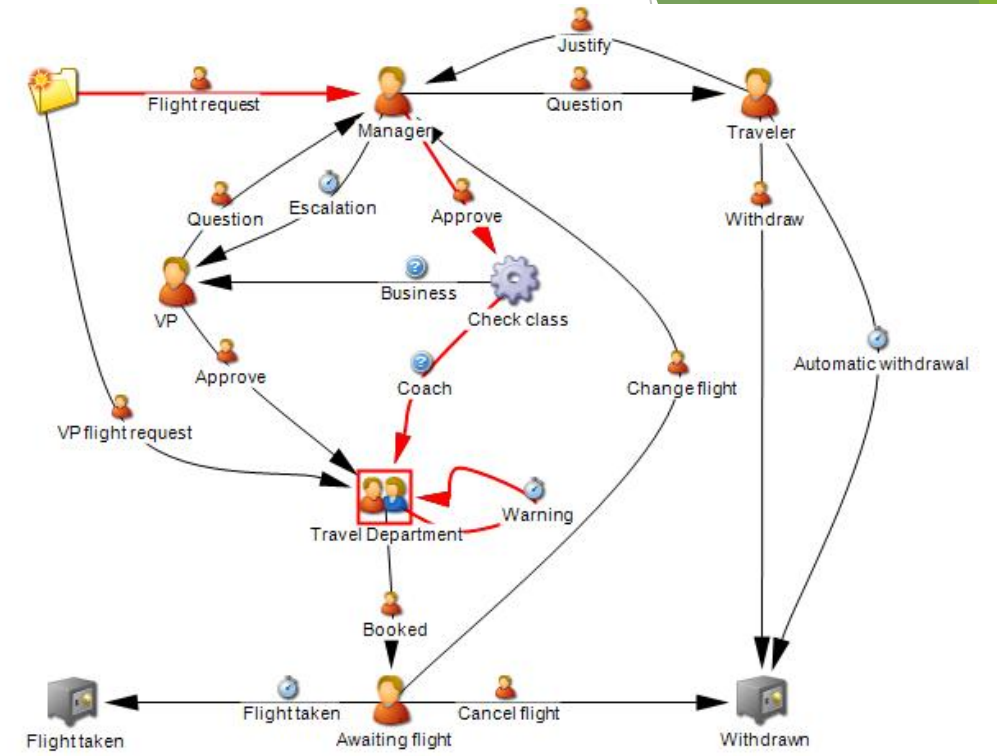 Justify
Flight request
Question
Manager
Traveler
Question
Escalation
Approve
Withdraw
Business
VP
Check class
Approve
Coach
Change flight
Automatic withdrawal
VP flight request
Warning
Travel Department
Booked
Flight taken
Cancel flight
Flight taken
Awaiting flight
Withdrawn